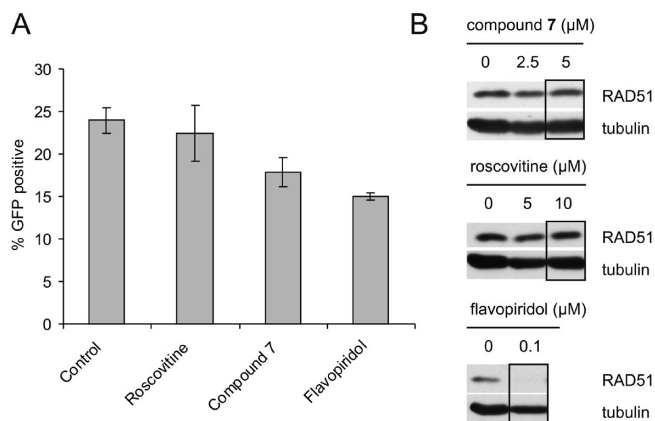 A
% GFP positive
30
25
20
15
10
5
0
Control
Roscovitine
Compound 7
Flavopiridol
B
compound 7 (µM)
0 2.5 5
RAD51
tubulin
roscovitine (µM)
0 5 10
RAD51
tubulin
flavopiridol (µM)
0 0.1
RAD51
tubulin